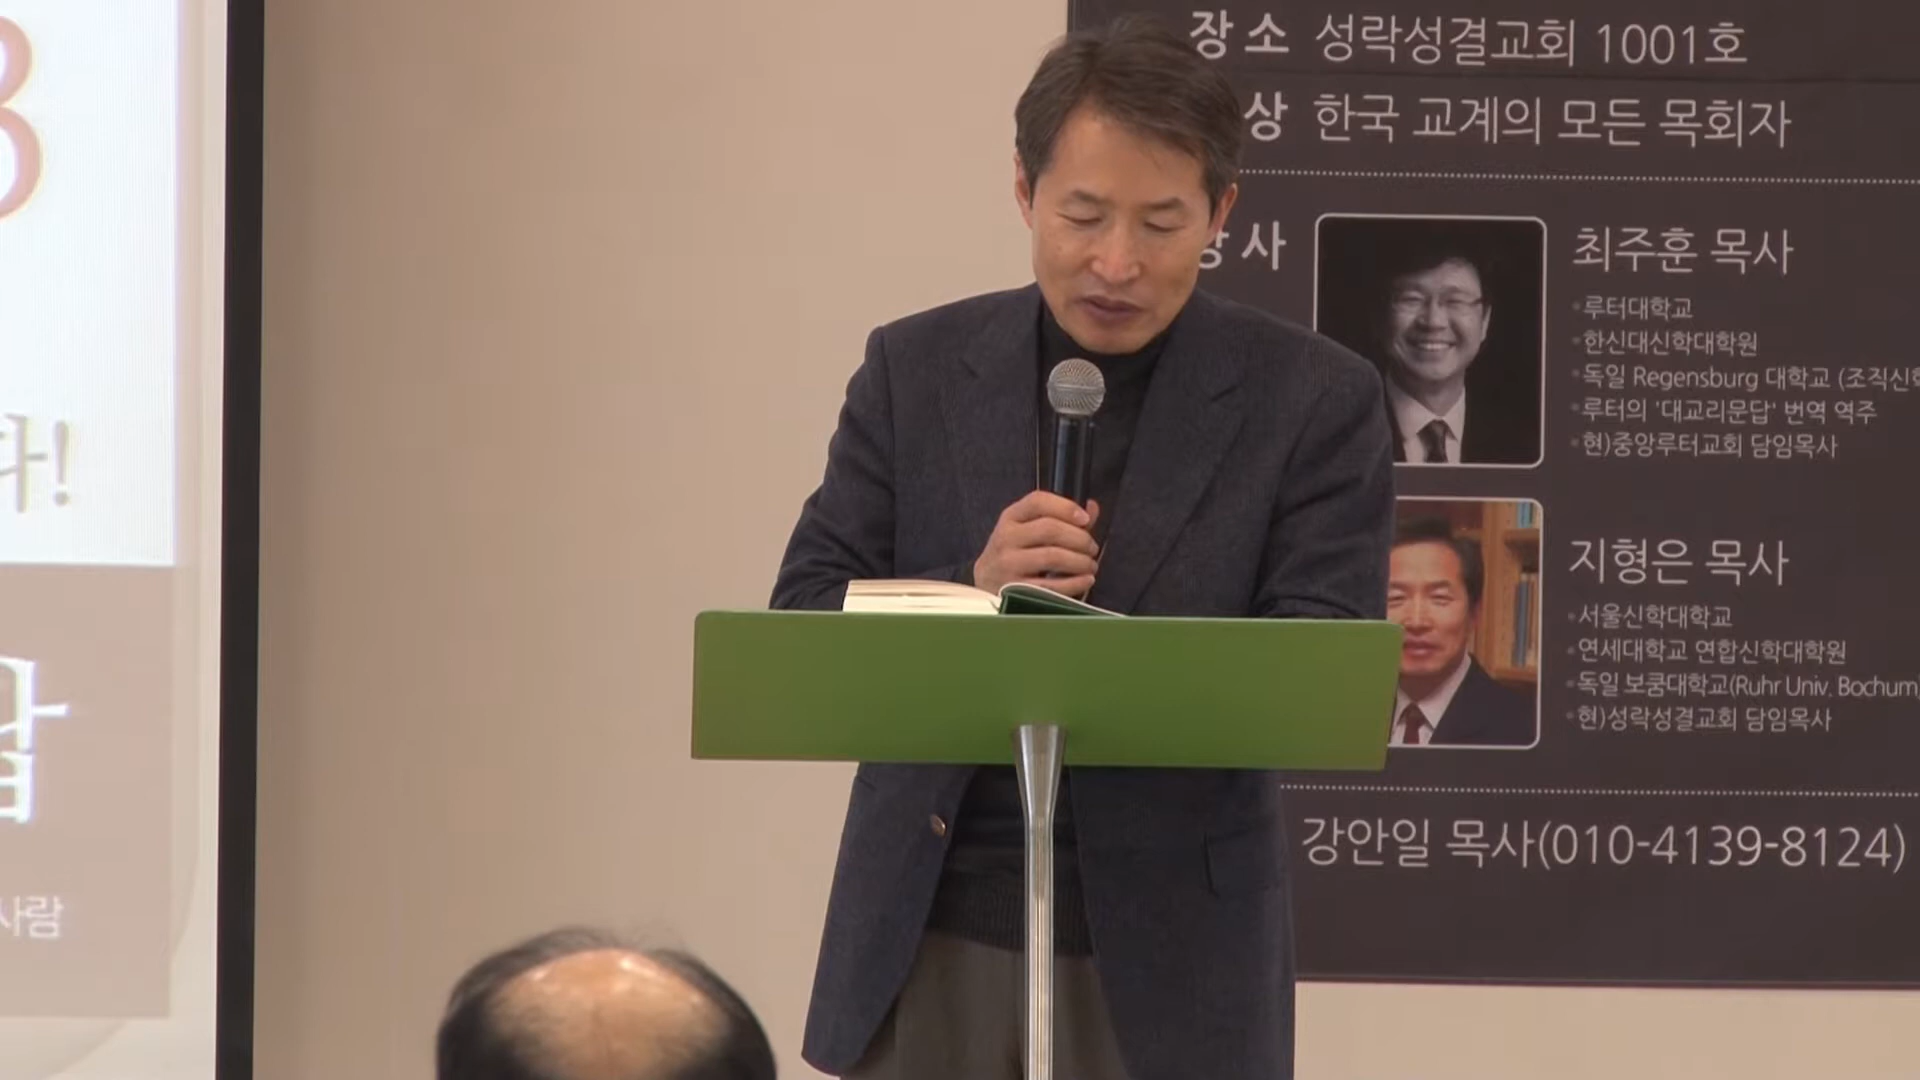 다!
사람
장소 성락성결교회 1001호
상 한국 교계의 모든 목회자
강사
최주훈 목사
루터대학교
한신대신학대학원
독일 Regensburg 대학교 (조직신학
루터의 '대교리문답' 번역 역주
현)중앙루터교회 담임목사
지형은 목사
서울신학대학교
연세대학교 연합신학대학원
독일 보쿰대학교(Ruhr Univ. Bochum)
현)성락성결교회 담임목사
강안일 목사(010-4139-8124)